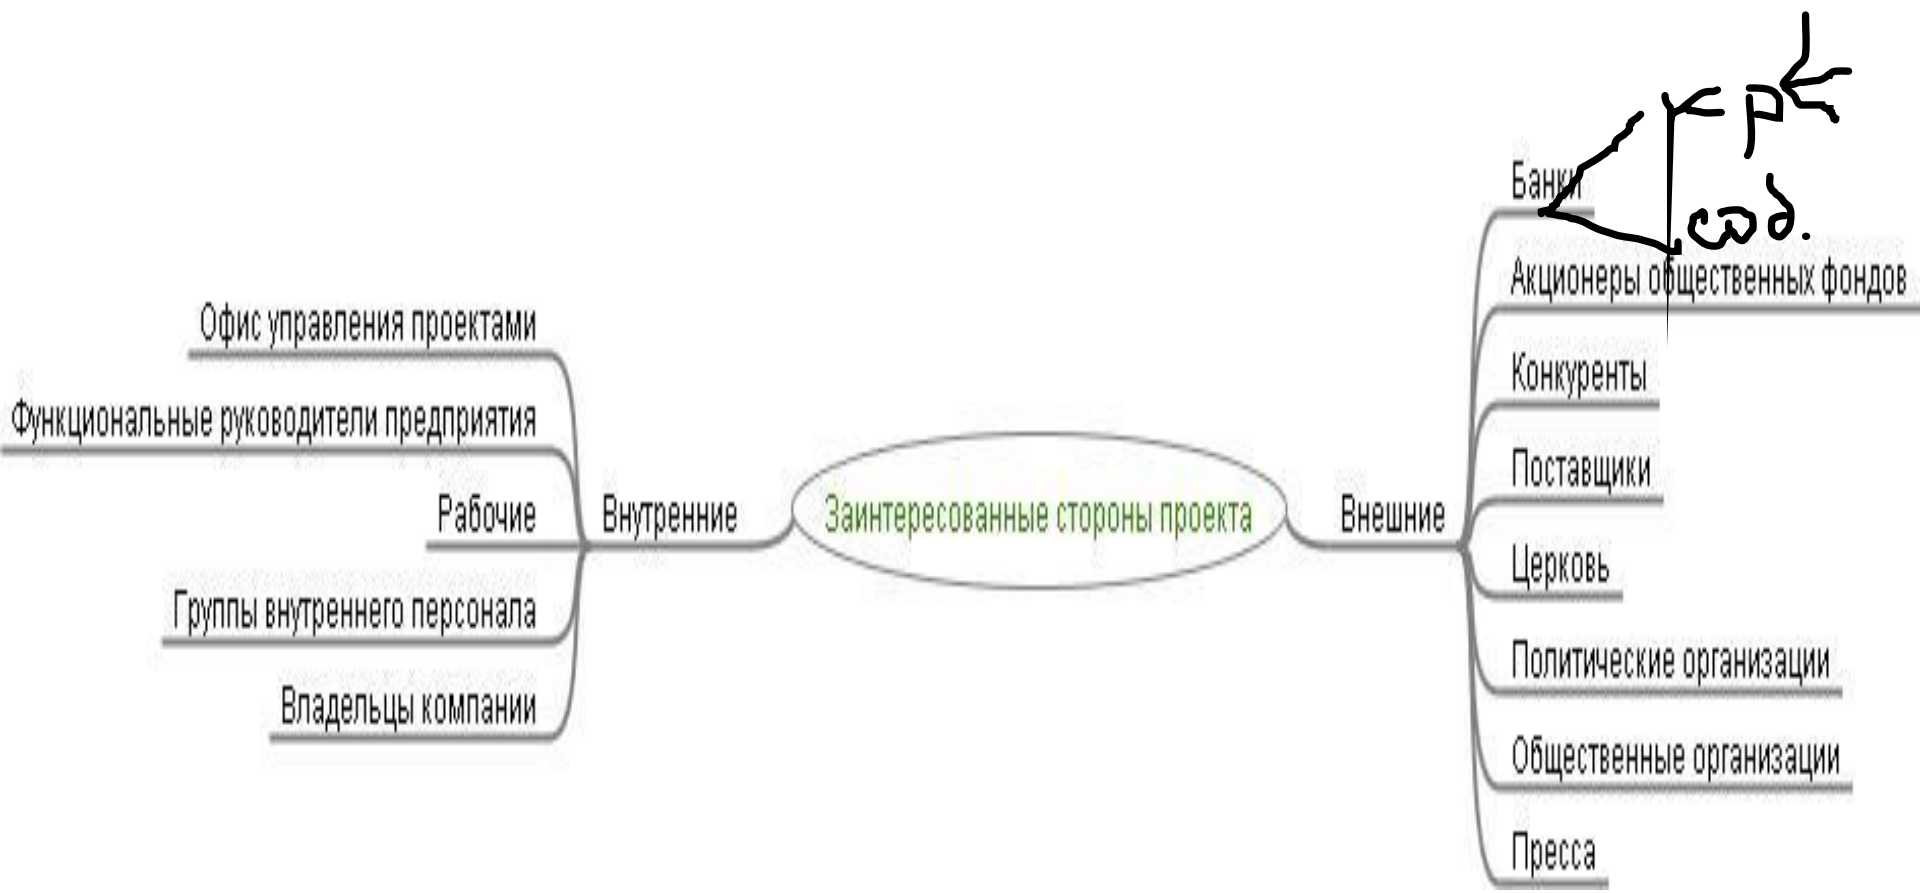 Офис управления проектами
Функциональные руководители предприятия
Рабочие
Группы внутреннего персонала
Владельцы компании
Внутренние
Заинтересованные стороны проекта
Внешние
Банки
Акционеры общественных фондов
Конкуренты
Поставщики
Церковь
Политические организации
Общественные организации
Пресса